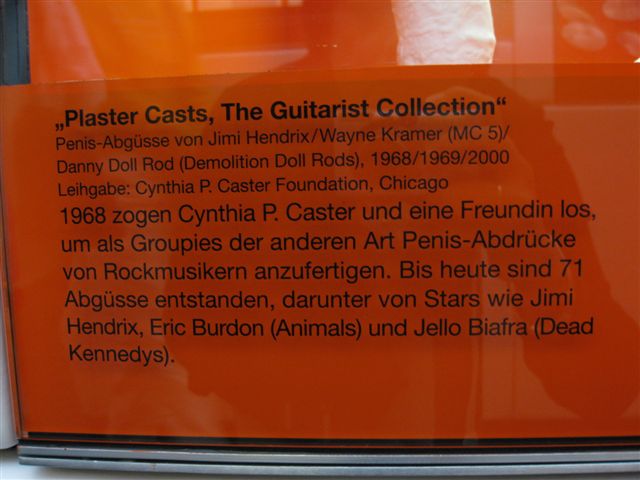 „Plaster Casts, The Guitarist Collection“
Penis-Abgüsse von Jimi Hendrix/Wayne Kramer (MC 5)/
Danny Doll Rod (Demolition Doll Rods), 1968/1969/2000
Leihgabe: Cynthia P. Caster Foundation, Chicago
1968 zogen Cynthia P. Caster und eine Freundin los,
um als Groupies der anderen Art Penis-Abdrücke
von Rockmusikern anzufertigen. Bis heute sind 71
Abgüsse entstanden, darunter von Stars wie Jimi
Hendrix, Eric Burdon (Animals) und Jello Biafra (Dead
Kennedys).